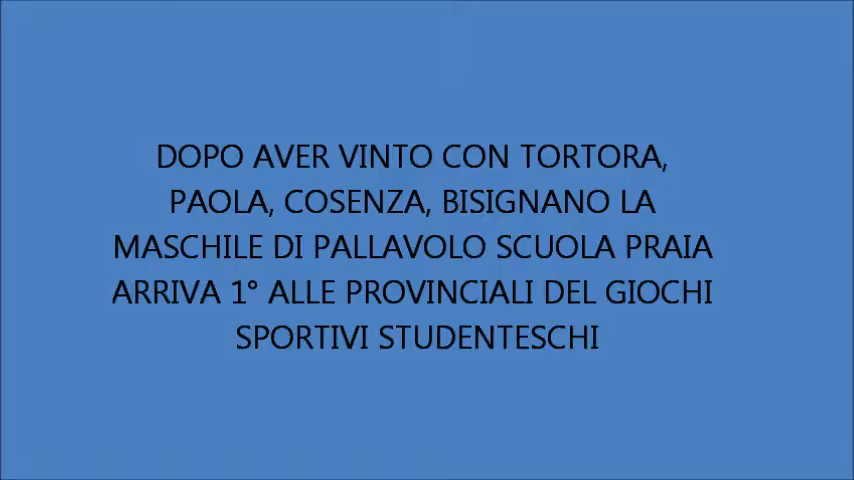 DOPO AVER VINTO CON TORTORA,
PAOLA, COSENZA, BISIGNANO LA
MASCHILE DI PALLAVOLO SCUOLA PRAIA
ARRIVA 1° ALLE PROVINCIALI DEL GIOCHI
SPORTIVI STUDENTESCHI